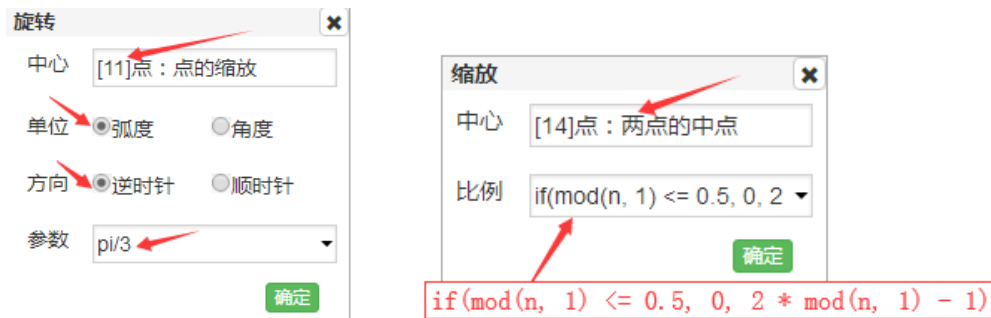 旋转
中心 [11]点：点的缩放
单位 弧度 角度
方向 逆时针 顺时针
参数 pi/3
确定
缩放
中心 [14]点：两点的中点
比例 if(mod(n, 1) <= 0.5, 0, 2
确定
if(mod(n, 1) <= 0.5, 0, 2 * mod(n, 1) - 1)